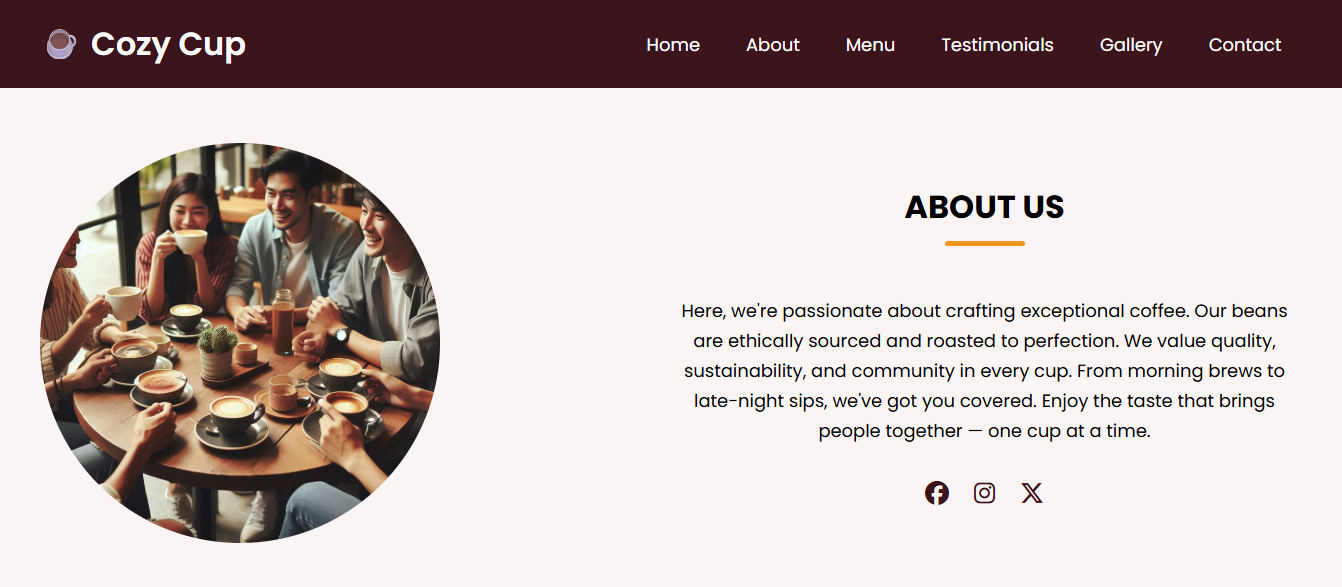 Cozy Cup
Home About Menu Testimonials Gallery Contact
ABOUT US
Here, we're passionate about crafting exceptional coffee. Our beans
are ethically sourced and roasted to perfection. We value quality,
sustainability, and community in every cup. From morning brews to
late-night sips, we've got you covered. Enjoy the taste that brings
people together — one cup at a time.